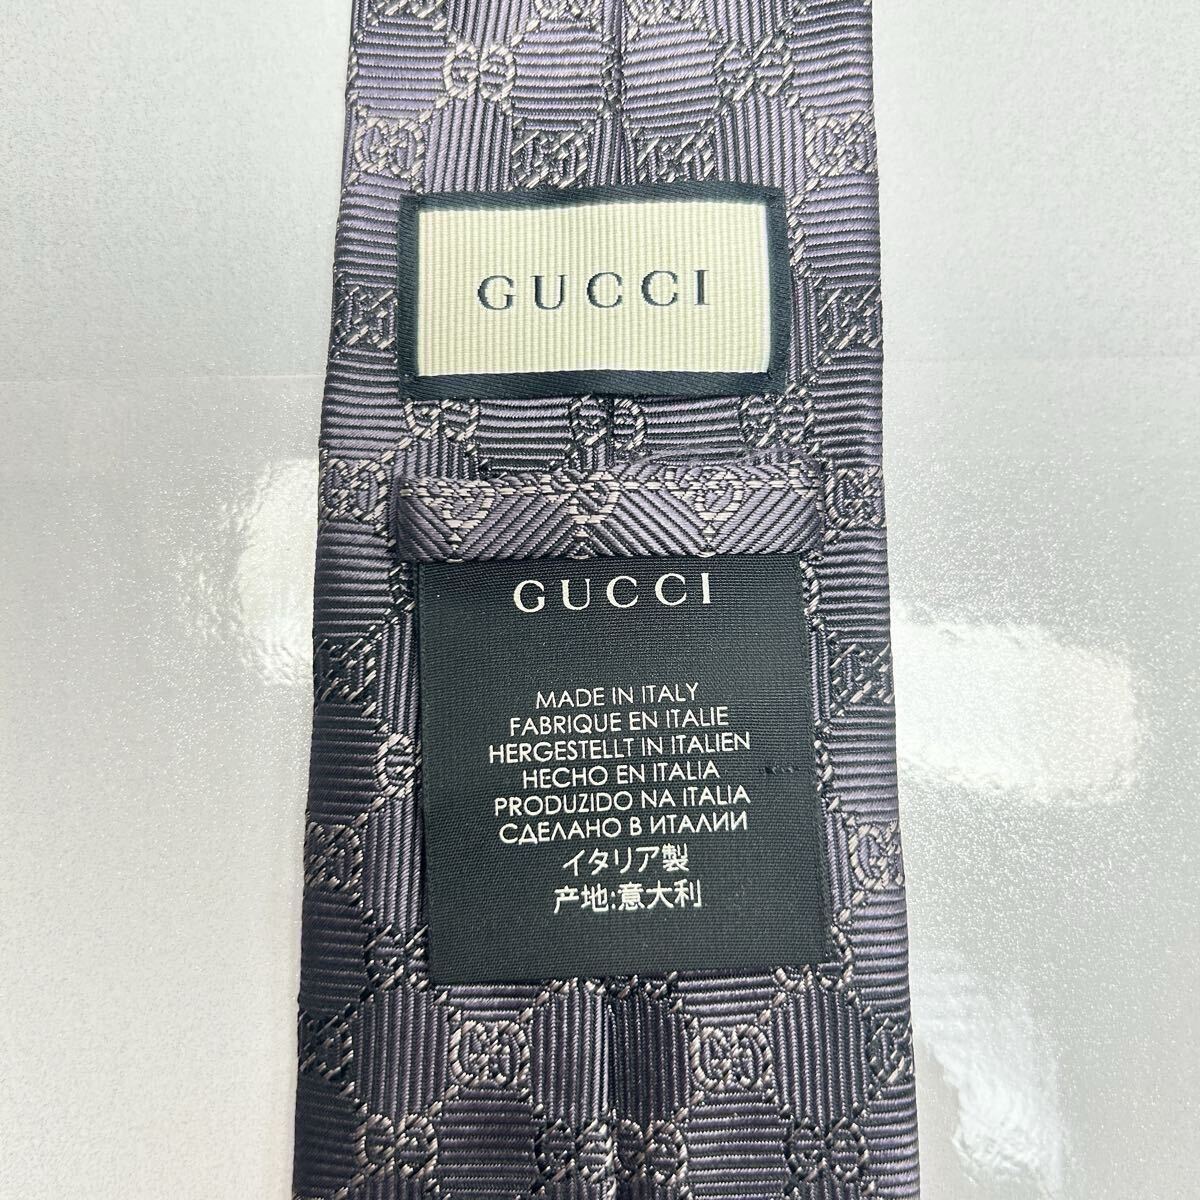 GUCCI
GUCCI
MADE IN ITALY
FABRIQUE EN ITALIE
HERGESTELLT IN ITALIEN
HECHO EN ITALIA
PRODUZIDO NA ITALIA
СДЕЛАНО В ИТАЛИИ
イタリア製
产地:意大利